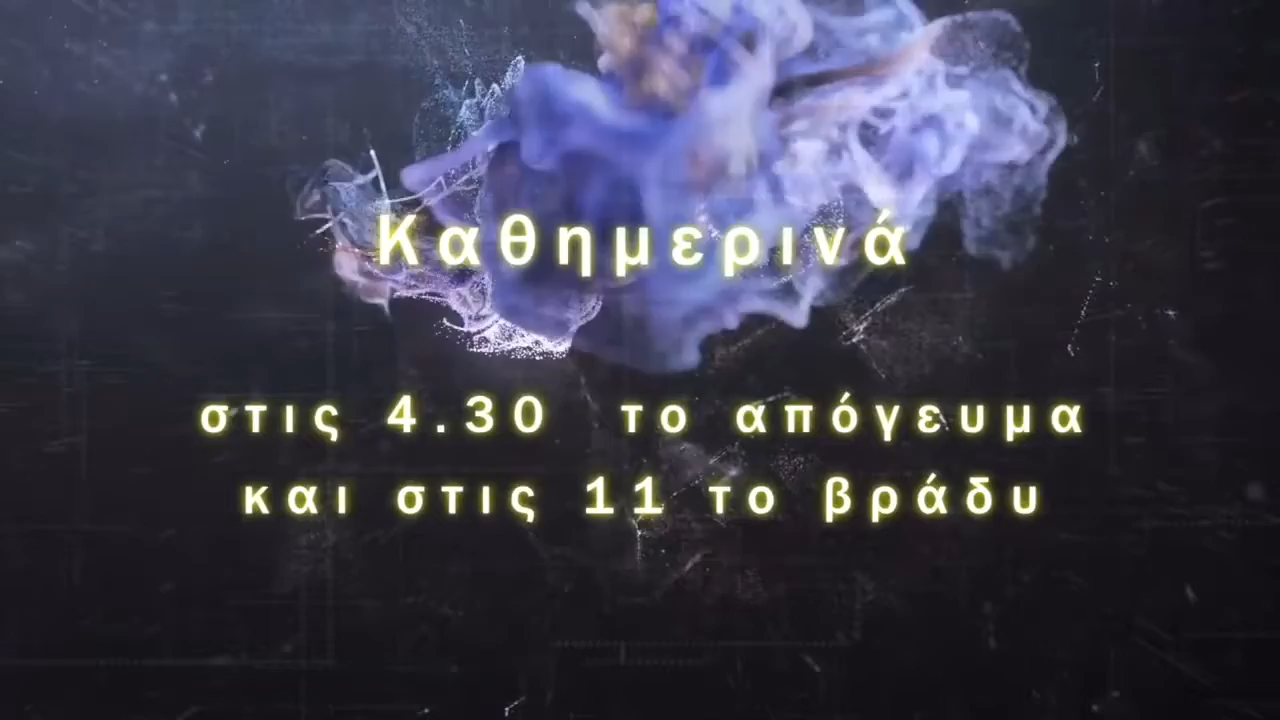 Καθημερινά
στις 4.30 το απόγευμα
και στις 11 το βράδυ